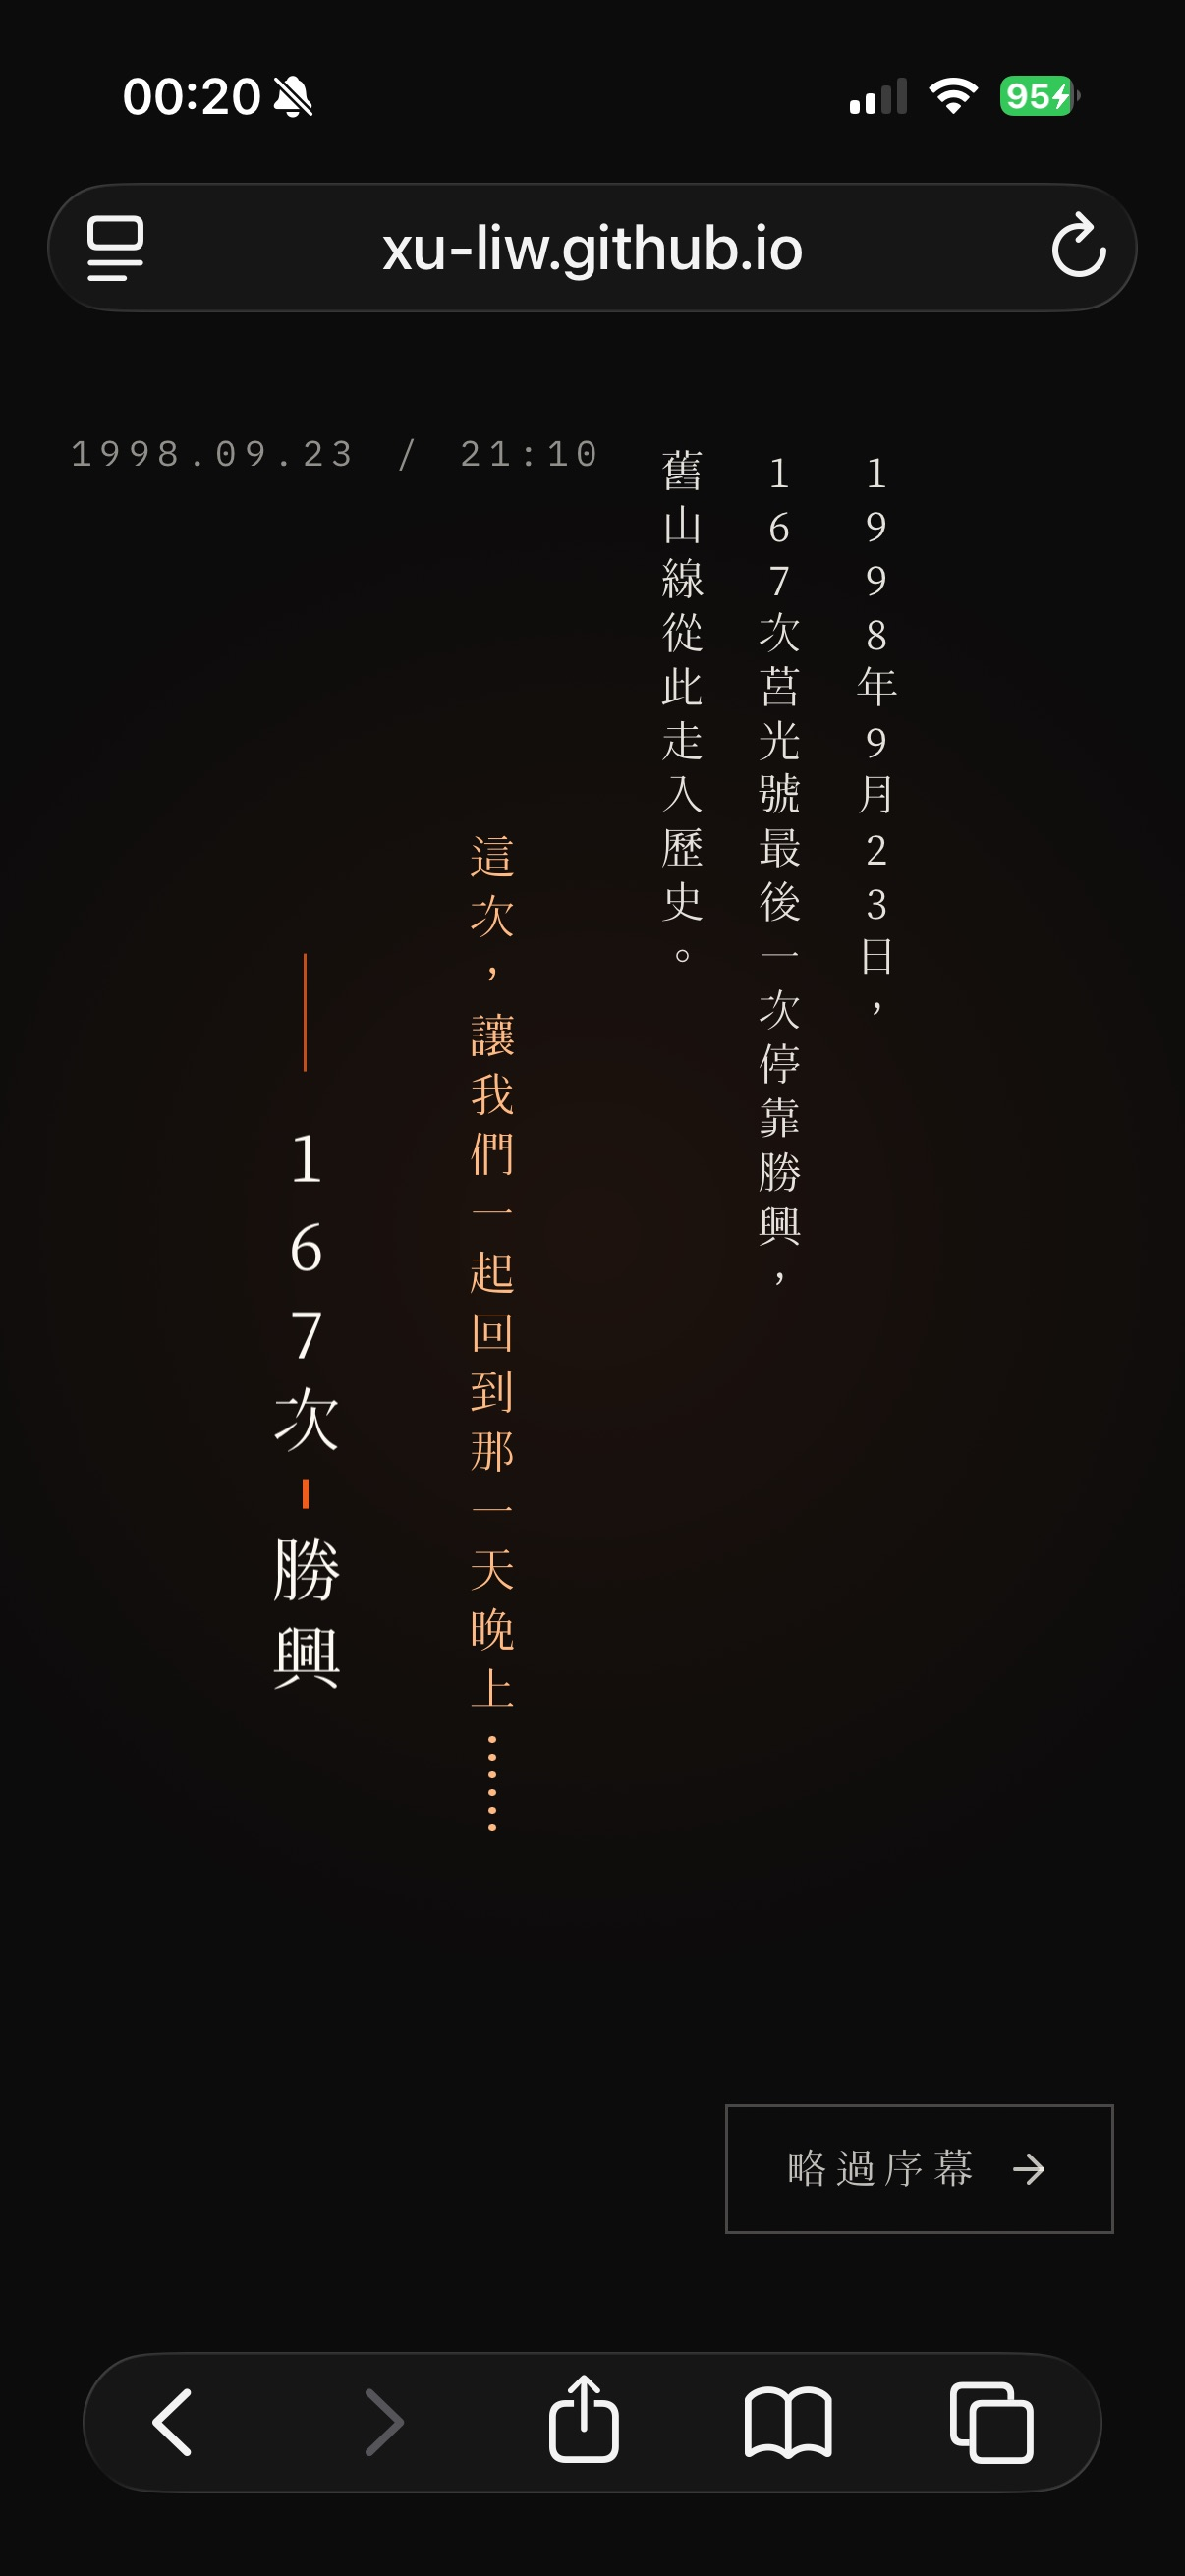 00:20
95
xu-liw.github.io
1998.09.23 / 21:10
1998年9月23日，
167次莒光號最後一次停靠勝興，
舊山線從此走入歷史。
這次，讓我們一起回到那一天晚上……
167次
勝興
略過序幕 →